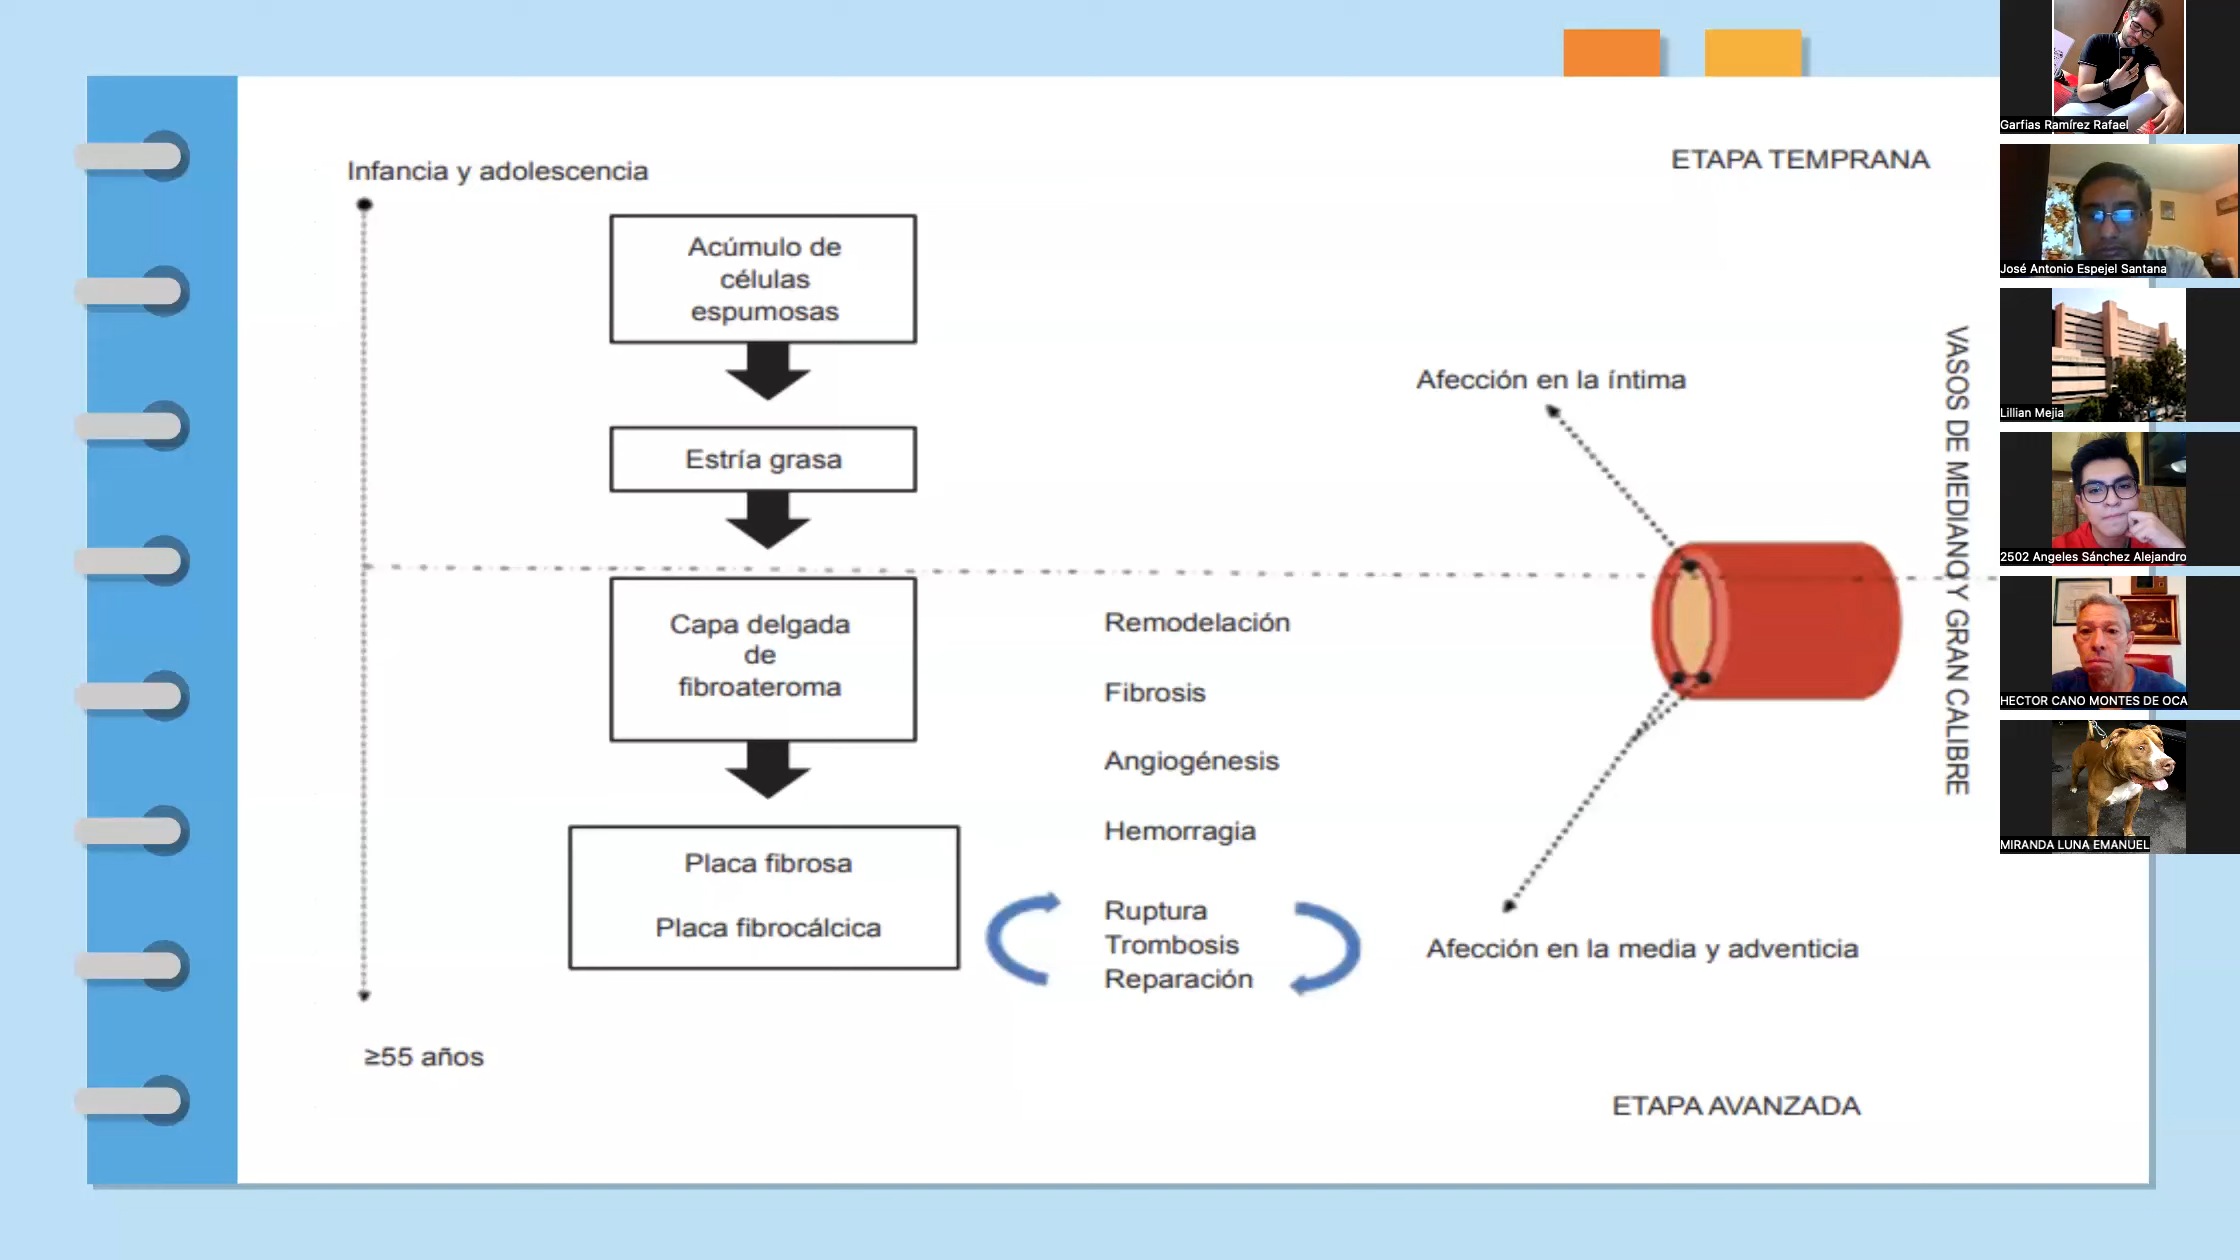 Infancia y adolescencia
ETAPA TEMPRANA
Acúmulo de
células
espumosas
Estría grasa
Capa delgada
de
fibroateroma
Placa fibrosa
Placa fibrocálcica
Remodelación
Fibrosis
Angiogénesis
Hemorragia
Ruptura
Trombosis
Reparación
Afección en la íntima
Afección en la media y adventicia
VASOS DE MEDIANO Y GRAN CALIBRE
≥55 años
ETAPA AVANZADA
Garfias Ramírez Rafael
José Antonio Espejel Santana
Lillian Mejia
2502 Angeles Sánchez Alejandro
HECTOR CANO MONTES DE OCA
MIRANDA LUNA EMANUEL